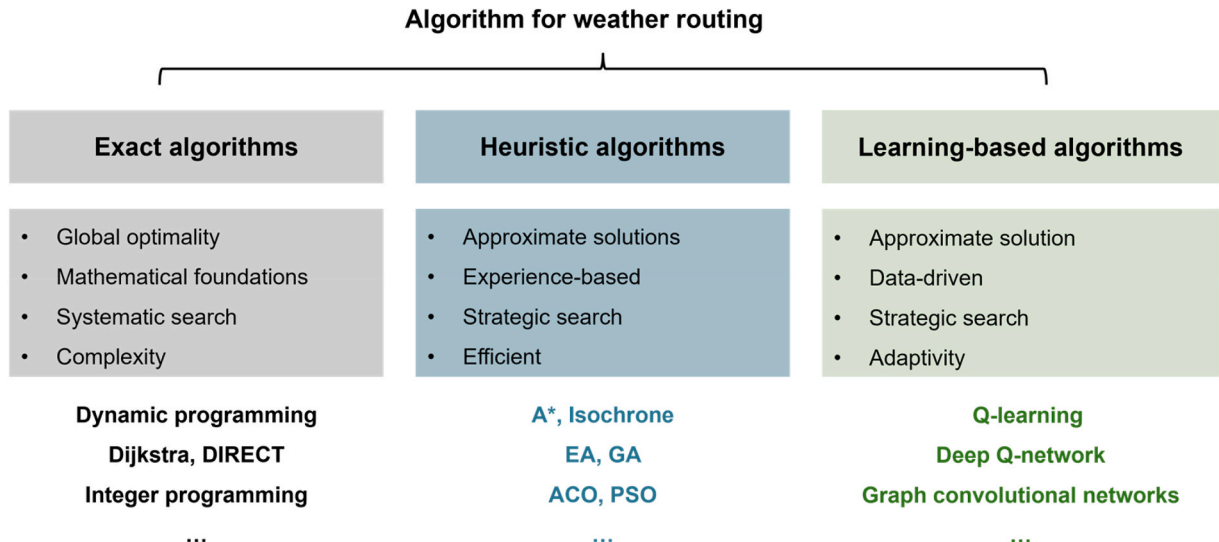 Algorithm for weather routing
Exact algorithms
• Global optimality
• Mathematical foundations
• Systematic search
• Complexity
Dynamic programming
Dijkstra, DIRECT
Integer programming
...
Heuristic algorithms
• Approximate solutions
• Experience-based
• Strategic search
• Efficient
A*, Isochrone
EA, GA
ACO, PSO
...
Learning-based algorithms
• Approximate solution
• Data-driven
• Strategic search
• Adaptivity
Q-learning
Deep Q-network
Graph convolutional networks
...